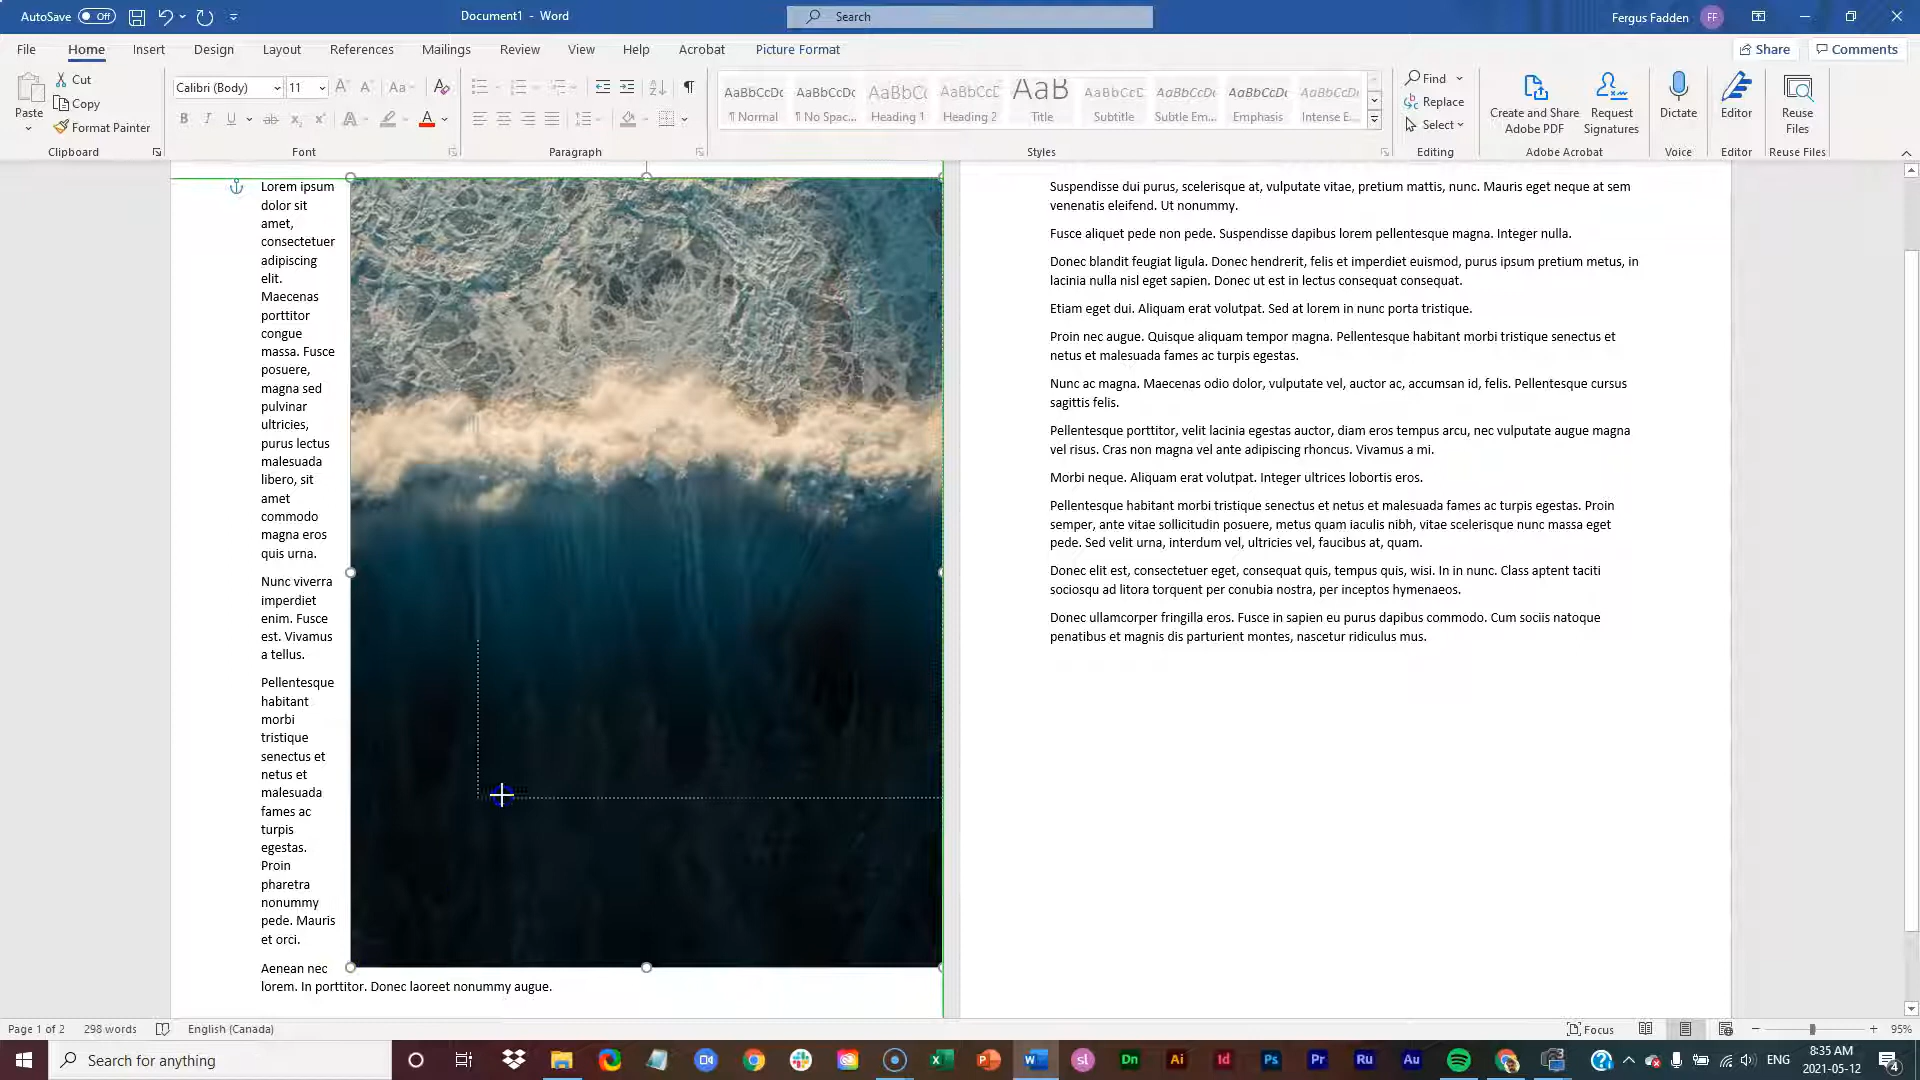 AutoSave Off Document1 - Word Search Fergus Fadden FF
File Home Insert Design Layout References Mailings Review View Help Acrobat Picture Format Share Comments
Paste
Cut
Copy
Format Painter
Clipboard
Calibri (Body) 11
Font
Paragraph
AaBbCcDc AaBbCcDc AaBbCc AaBbCcD AaB AaBbCcD AaBbCcDc AaBbCcDc AaBbCcDc
¶ Normal ¶ No Spac... Heading 1 Heading 2 Title Subtitle Subtle Em... Emphasis Intense E...
Styles
Find
Replace
Select
Editing
Create and Share
Adobe PDF
Request
Signatures
Adobe Acrobat
Dictate
Voice
Editor
Editor
Reuse
Files
Reuse Files
Lorem ipsum
dolor sit
amet,
consectetuer
adipiscing
elit.
Maecenas
porttitor
congue
massa. Fusce
posuere,
magna sed
pulvinar
ultricies,
purus lectus
malesuada
libero, sit
amet
commodo
magna eros
quis urna.
Nunc viverra
imperdiet
enim. Fusce
est. Vivamus
a tellus.
Pellentesque
habitant
morbi
tristique
senectus et
netus et
malesuada
fames ac
turpis
egestas.
Proin
pharetra
nonummy
pede. Mauris
et orci.
Aenean nec
lorem. In porttitor. Donec laoreet nonummy augue.
Suspendisse dui purus, scelerisque at, vulputate vitae, pretium mattis, nunc. Mauris eget neque at sem
venenatis eleifend. Ut nonummy.
Fusce aliquet pede non pede. Suspendisse dapibus lorem pellentesque magna. Integer nulla.
Donec blandit feugiat ligula. Donec hendrerit, felis et imperdiet euismod, purus ipsum pretium metus, in
lacinia nulla nisl eget sapien. Donec ut est in lectus consequat consequat.
Etiam eget dui. Aliquam erat volutpat. Sed at lorem in nunc porta tristique.
Proin nec augue. Quisque aliquam tempor magna. Pellentesque habitant morbi tristique senectus et
netus et malesuada fames ac turpis egestas.
Nunc ac magna. Maecenas odio dolor, vulputate vel, auctor ac, accumsan id, felis. Pellentesque cursus
sagittis felis.
Pellentesque porttitor, velit lacinia egestas auctor, diam eros tempus arcu, nec vulputate augue magna
vel risus. Cras non magna vel ante adipiscing rhoncus. Vivamus a mi.
Morbi neque. Aliquam erat volutpat. Integer ultrices lobortis eros.
Pellentesque habitant morbi tristique senectus et netus et malesuada fames ac turpis egestas. Proin
semper, ante vitae sollicitudin posuere, metus quam iaculis nibh, vitae scelerisque nunc massa eget
pede. Sed velit urna, interdum vel, ultricies vel, faucibus at, quam.
Donec elit est, consectetuer eget, consequat quis, tempus quis, wisi. In in nunc. Class aptent taciti
sociosqu ad litora torquent per conubia nostra, per inceptos hymenaeos.
Donec ullamcorper fringilla eros. Fusce in sapien eu purus dapibus commodo. Cum sociis natoque
penatibus et magnis dis parturient montes, nascetur ridiculus mus.
Page 1 of 2 298 words English (Canada) Focus 95%
Search for anything
sl Dn Ai Id Ps Pr Ru Au
ENG
8:35 AM
2021-05-12
4